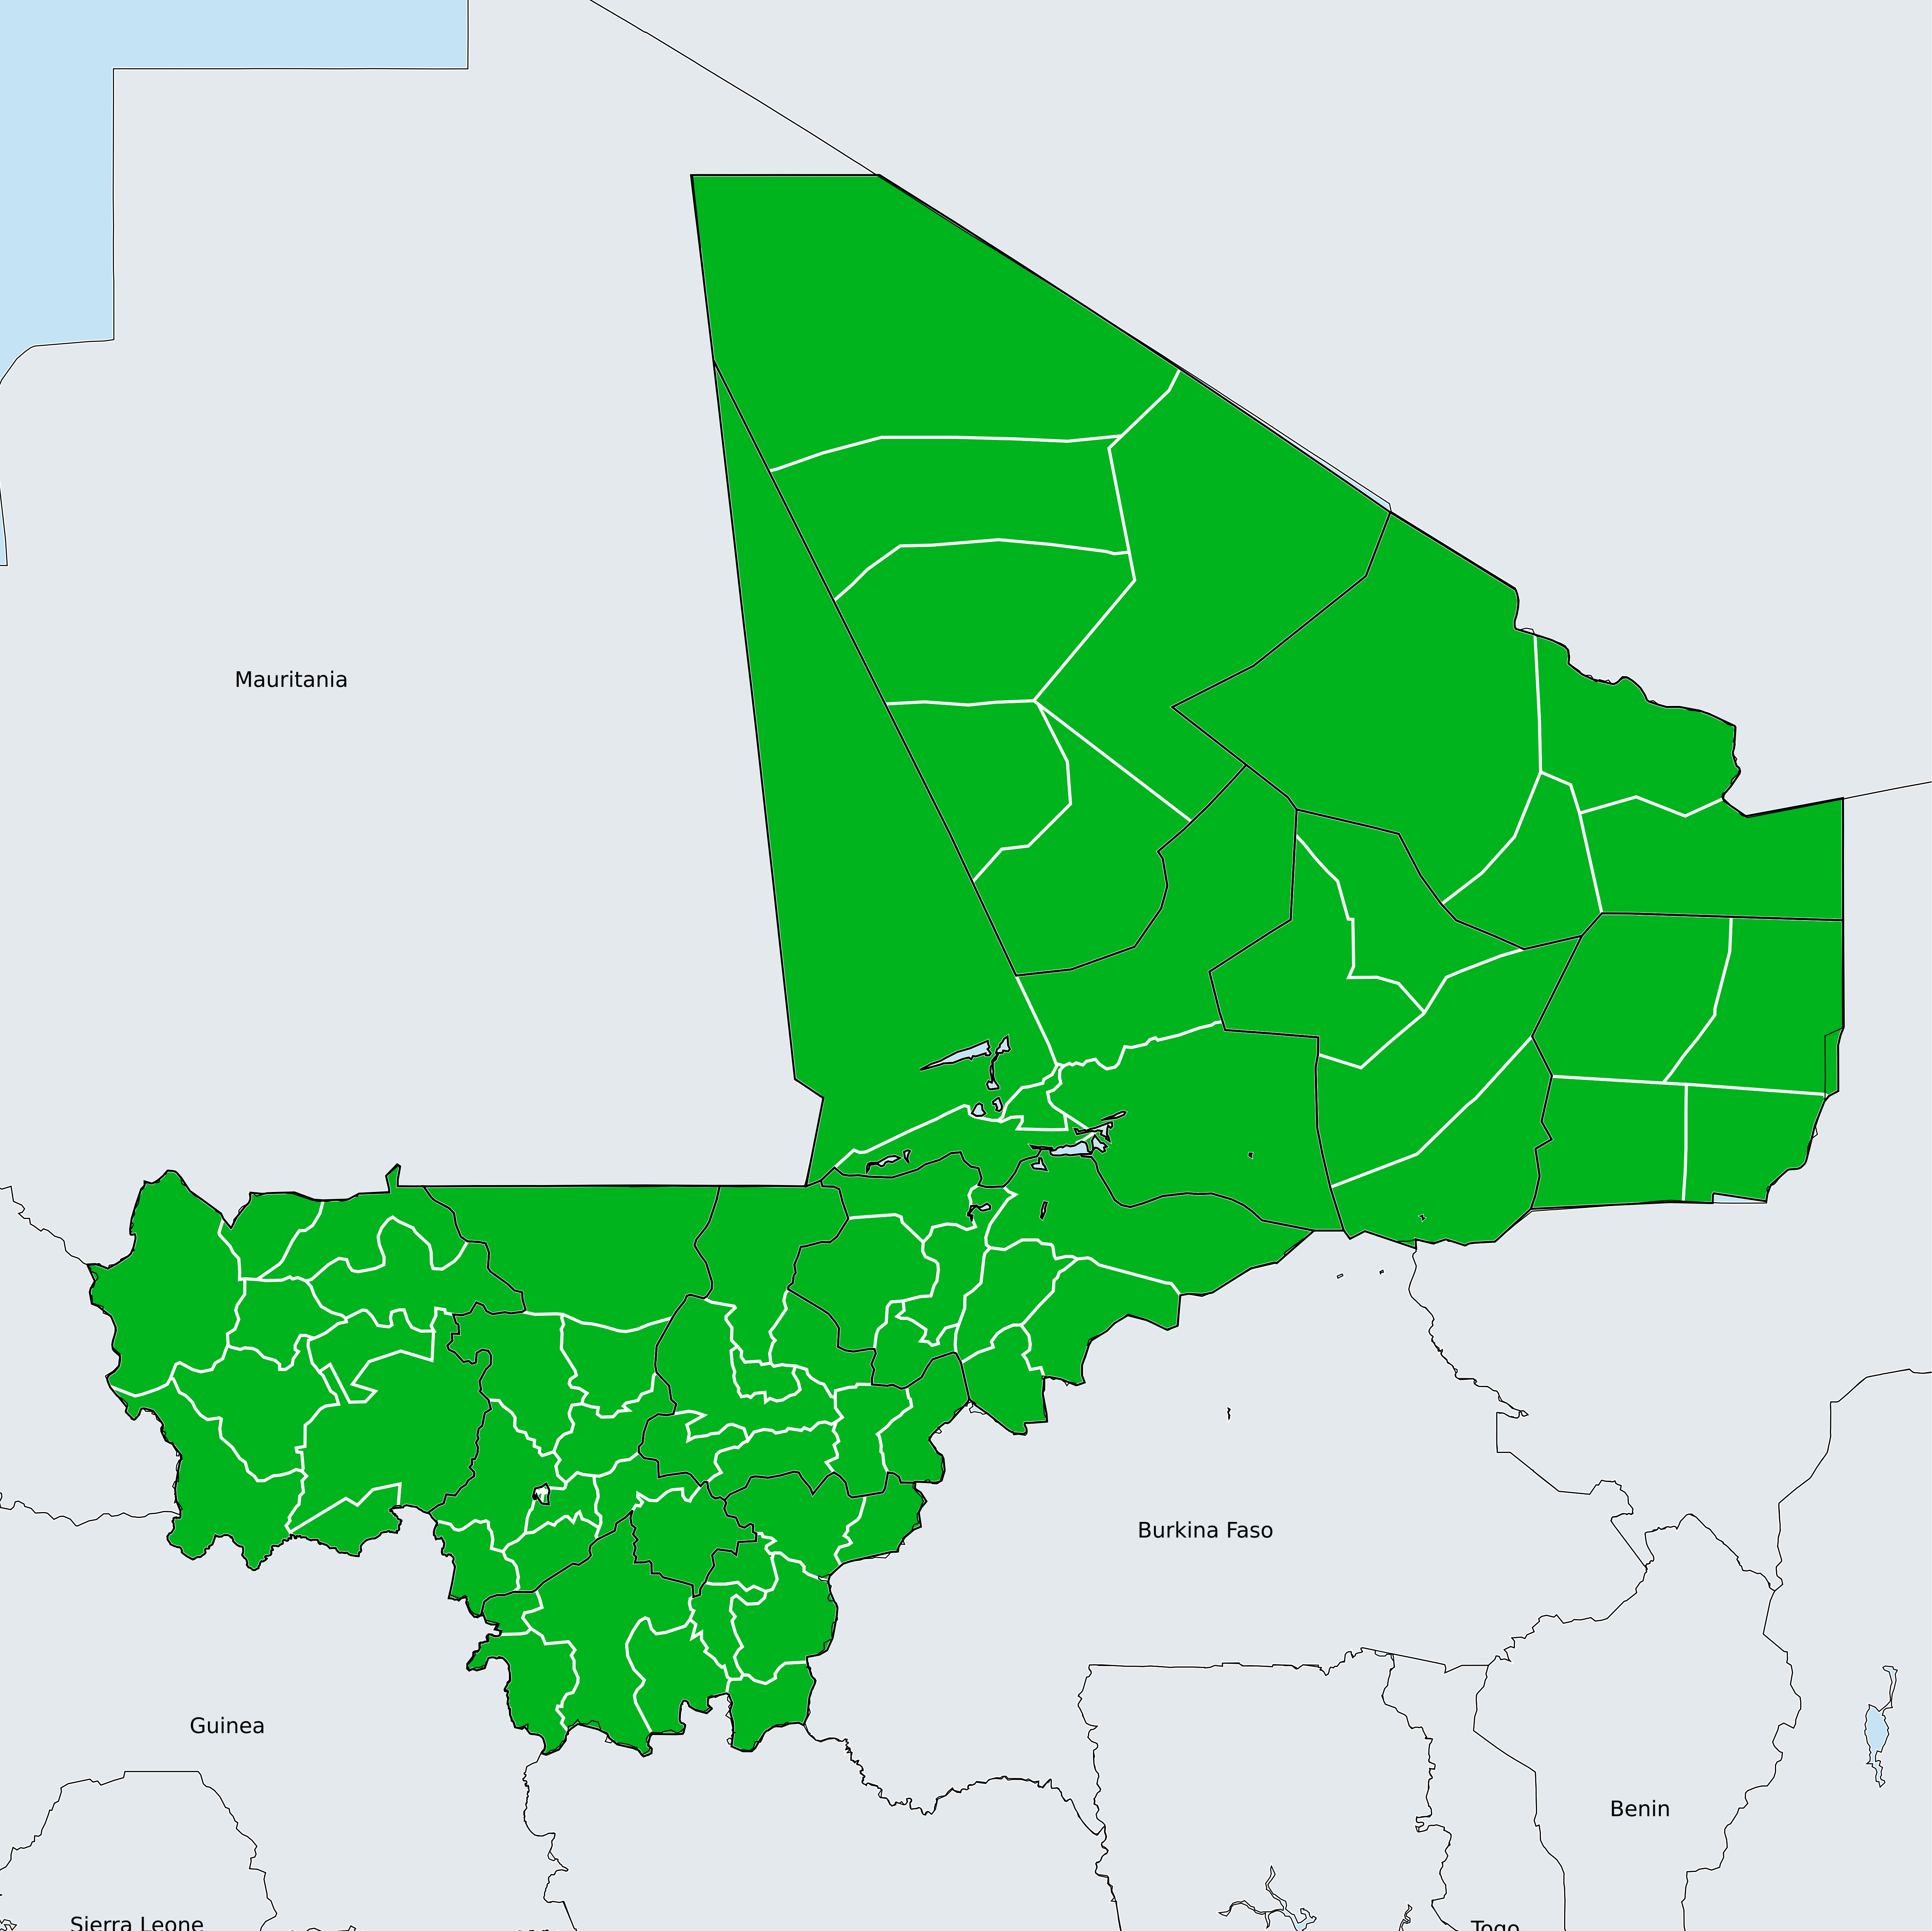 Mauritania
Burkina Faso
Guinea
Benin
Sierra Leone
Togo